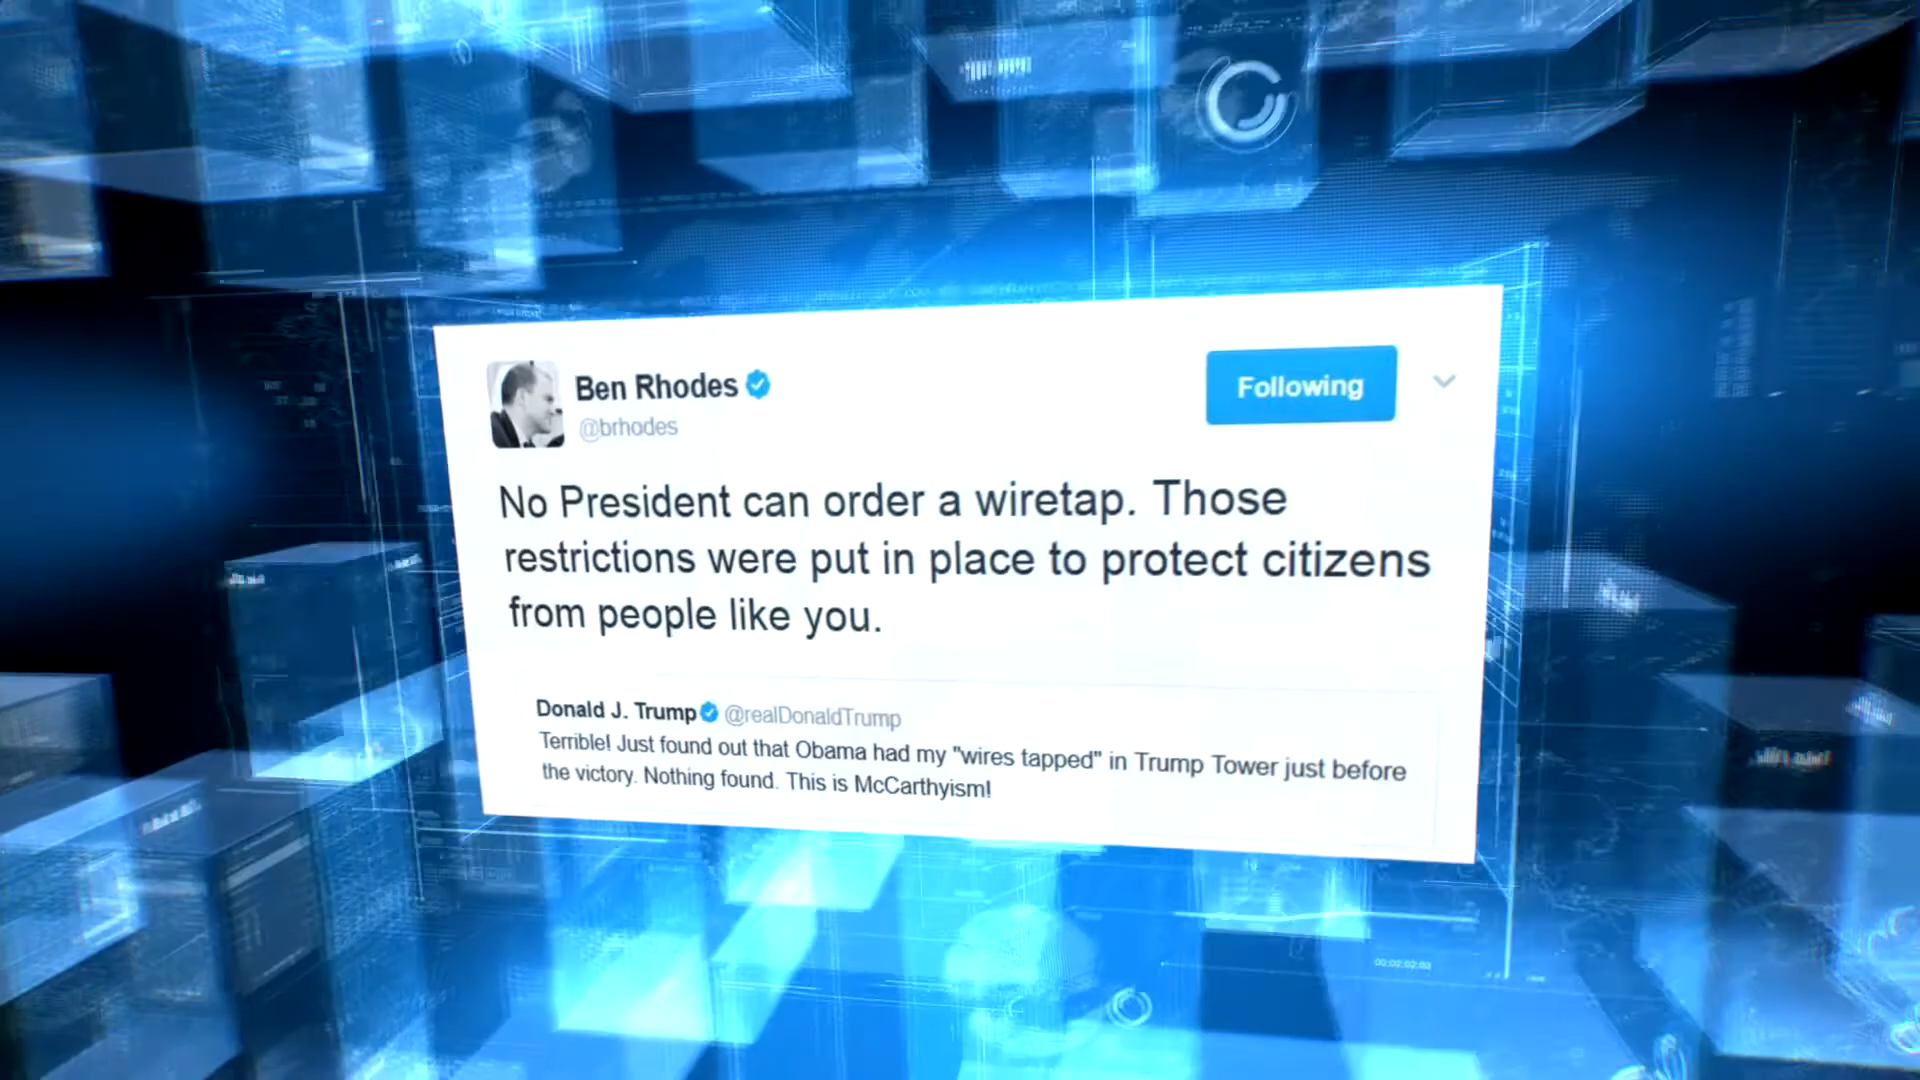 Ben Rhodes
@brhodes
Following
No President can order a wiretap. Those
restrictions were put in place to protect citizens
from people like you.
Donald J. Trump @realDonaldTrump
Terrible! Just found out that Obama had my "wires tapped" in Trump Tower just before
the victory. Nothing found. This is McCarthyism!